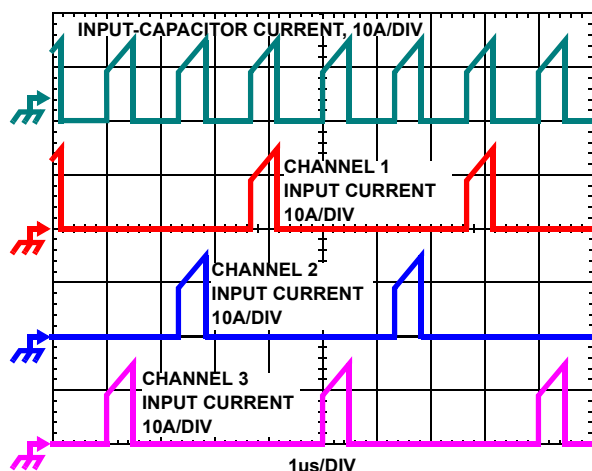 INPUT-CAPACITOR CURRENT, 10A/DIV
CHANNEL 1
INPUT CURRENT
10A/DIV
CHANNEL 2
INPUT CURRENT
10A/DIV
CHANNEL 3
INPUT CURRENT
10A/DIV
1µs/DIV